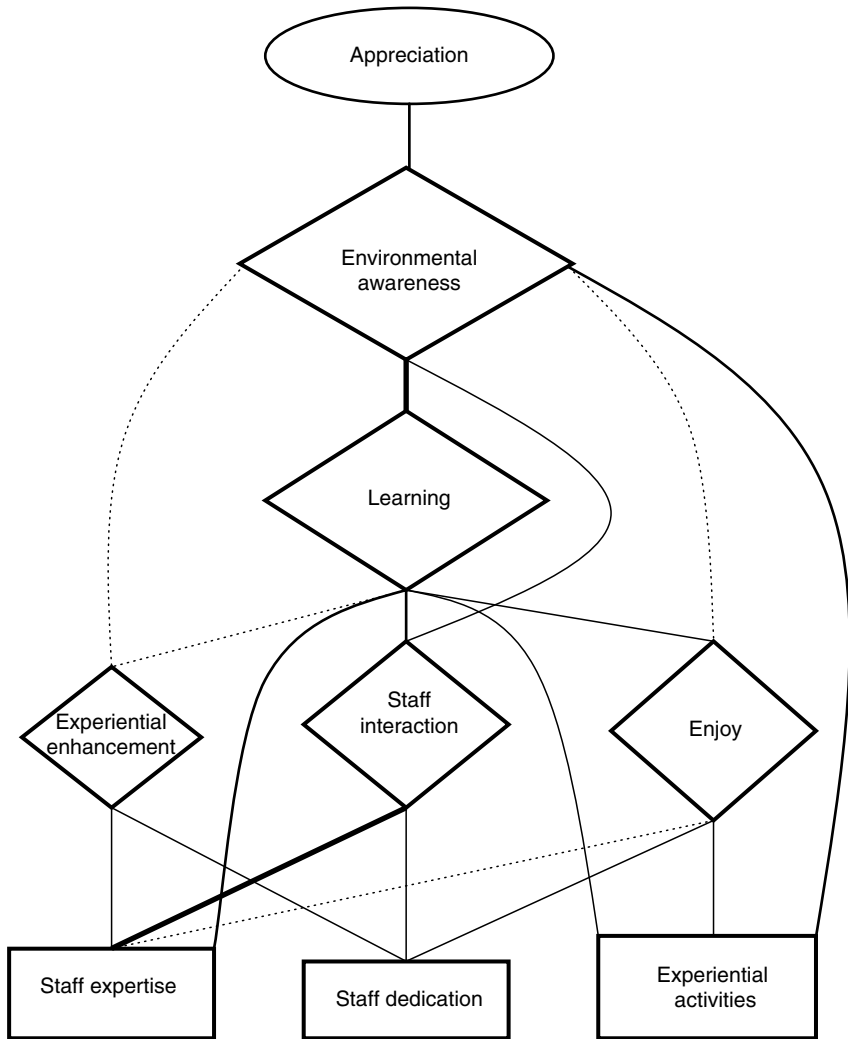 Appreciation
Environmental
awareness
Learning
Experiential
enhancement
Staff
interaction
Enjoy
Staff expertise
Staff dedication
Experiential
activities